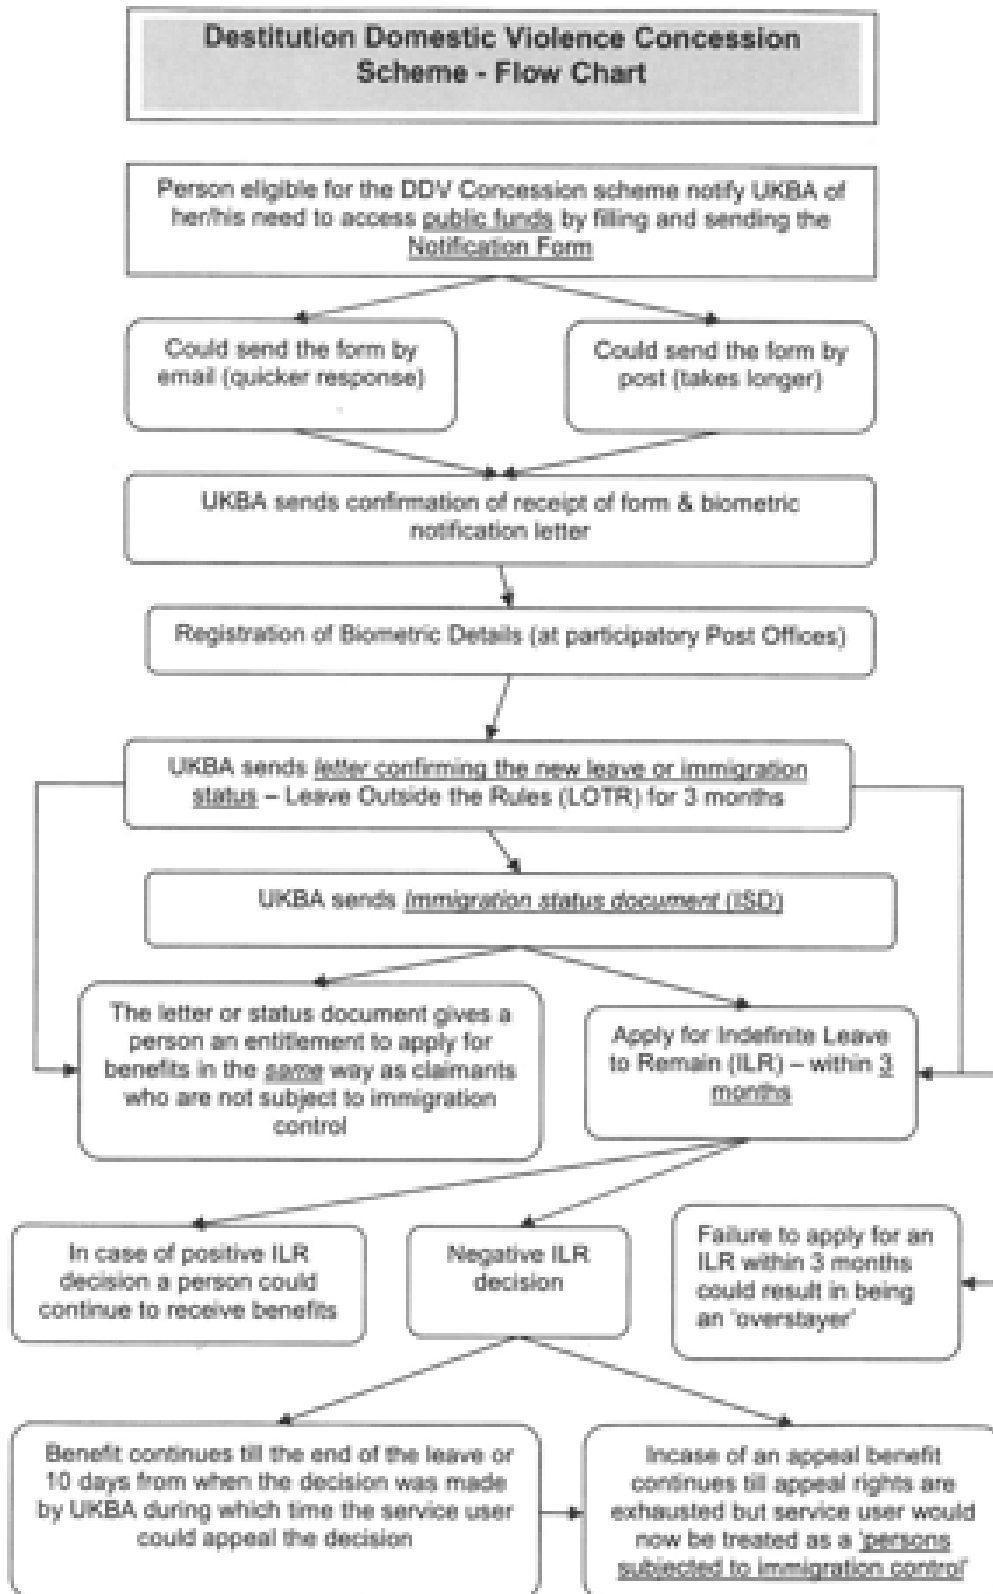 Destitution Domestic Violence Concession
Scheme - Flow Chart
Person eligible for the DDV Concession scheme notify UKBA of
her/his need to access public funds by filling and sending the
Notification Form
Could send the form by
email (quicker response)
Could send the form by
post (takes longer)
UKBA sends confirmation of receipt of form & biometric
notification letter
Registration of Biometric Details (at participatory Post Offices)
UKBA sends letter confirming the new leave or immigration
status – Leave Outside the Rules (LOTR) for 3 months
UKBA sends Immigration status document (ISD)
The letter or status document gives a
person an entitlement to apply for
benefits in the same way as claimants
who are not subject to immigration
control
Apply for Indefinite Leave
to Remain (ILR) – within 3
months
In case of positive ILR
decision a person could
continue to receive benefits
Negative ILR
decision
Failure to apply for an
ILR within 3 months
could result in being
an 'overstayer'
Benefit continues till the end of the leave or
10 days from when the decision was made
by UKBA during which time the service user
could appeal the decision
Incase of an appeal benefit
continues till appeal rights are
exhausted but service user would
now be treated as a 'persons
subjected to immigration control'